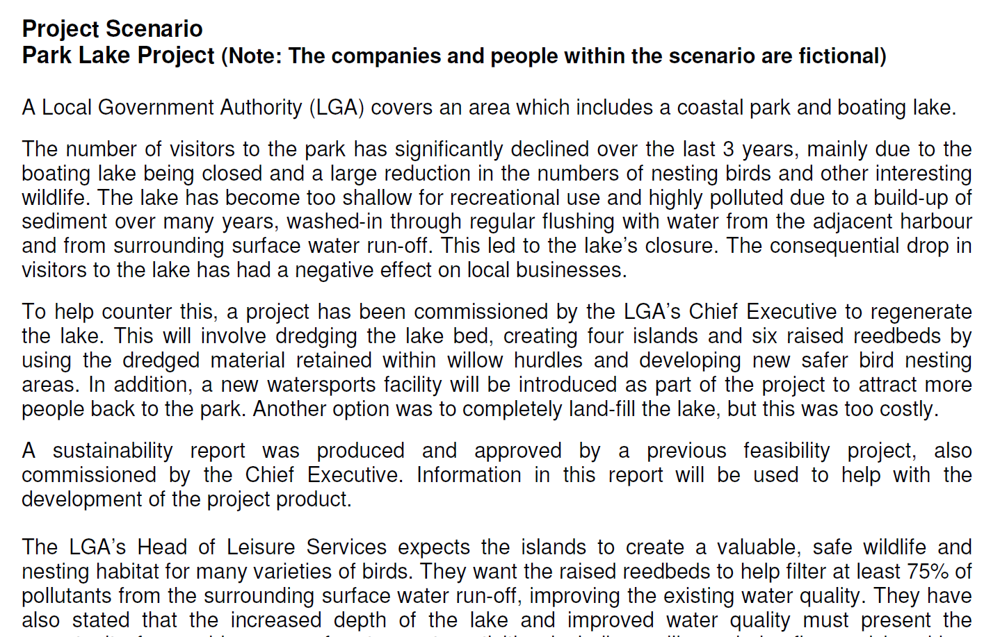 Project Scenario
Park Lake Project (Note: The companies and people within the scenario are fictional)
A Local Government Authority (LGA) covers an area which includes a coastal park and boating lake.
The number of visitors to the park has significantly declined over the last 3 years, mainly due to the
boating lake being closed and a large reduction in the numbers of nesting birds and other interesting
wildlife. The lake has become too shallow for recreational use and highly polluted due to a build-up of
sediment over many years, washed-in through regular flushing with water from the adjacent harbour
and from surrounding surface water run-off. This led to the lake's closure. The consequential drop in
visitors to the lake has had a negative effect on local businesses.
To help counter this, a project has been commissioned by the LGA's Chief Executive to regenerate
the lake. This will involve dredging the lake bed, creating four islands and six raised reedbeds by
using the dredged material retained within willow hurdles and developing new safer bird nesting
areas. In addition, a new watersports facility will be introduced as part of the project to attract more
people back to the park. Another option was to completely land-fill the lake, but this was too costly.
A sustainability report was produced and approved by a previous feasibility project, also
commissioned by the Chief Executive. Information in this report will be used to help with the
development of the project product.
The LGA's Head of Leisure Services expects the islands to create a valuable, safe wildlife and
nesting habitat for many varieties of birds. They want the raised reedbeds to help filter at least 75% of
pollutants from the surrounding surface water run-off, improving the existing water quality. They have
also stated that the increased depth of the lake and improved water quality must present the